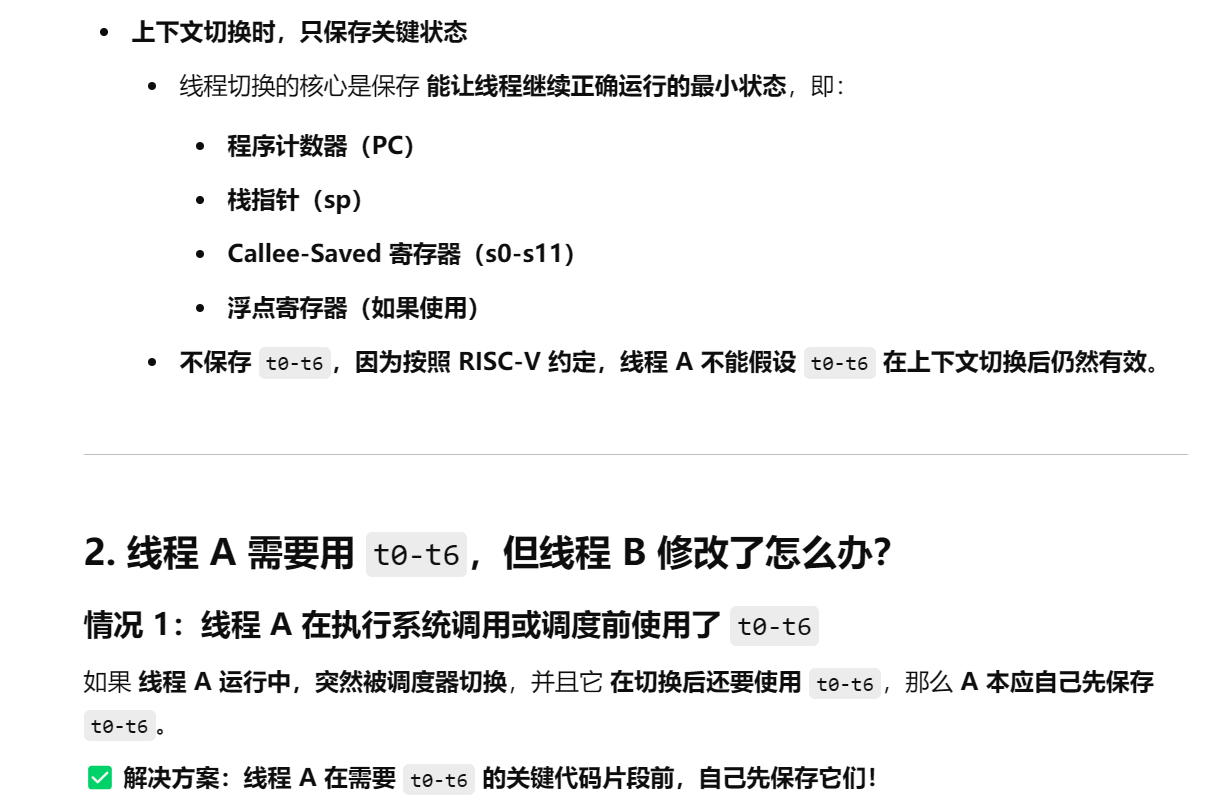 上下文切换时，只保存关键状态
线程切换的核心是保存 能让线程继续正确运行的最小状态，即：
程序计数器（PC）
栈指针（sp）
Callee-Saved 寄存器（s0-s11）
浮点寄存器（如果使用）
不保存 t0-t6，因为按照 RISC-V 约定，线程 A 不能假设 t0-t6 在上下文切换后仍然有效。
2. 线程 A 需要用 t0-t6，但线程 B 修改了怎么办？
情况 1：线程 A 在执行系统调用或调度前使用了 t0-t6
如果 线程 A 运行中，突然被调度器切换，并且它 在切换后还要使用 t0-t6，那么 A 本应自己先保存
t0-t6。
✅ 解决方案：线程 A 在需要 t0-t6 的关键代码片段前，自己先保存它们！